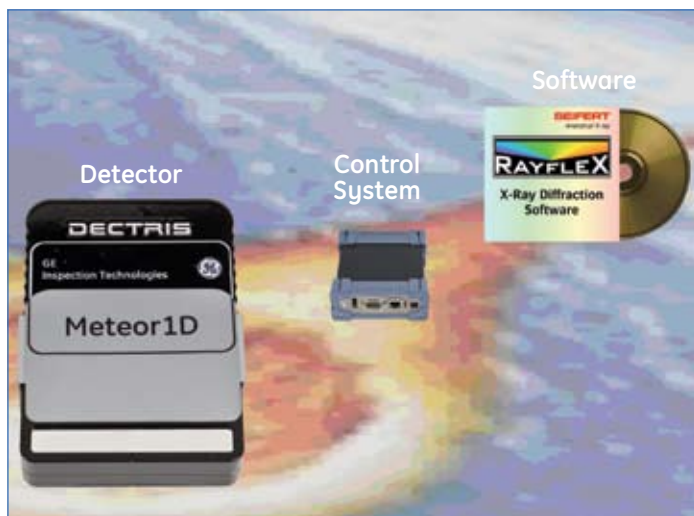 Software
SEIFERT
RAYFLEX
X-Ray Diffraction
Software
Control
System
Detector
DECTRIS
GE
Inspection Technologies
Meteor1D